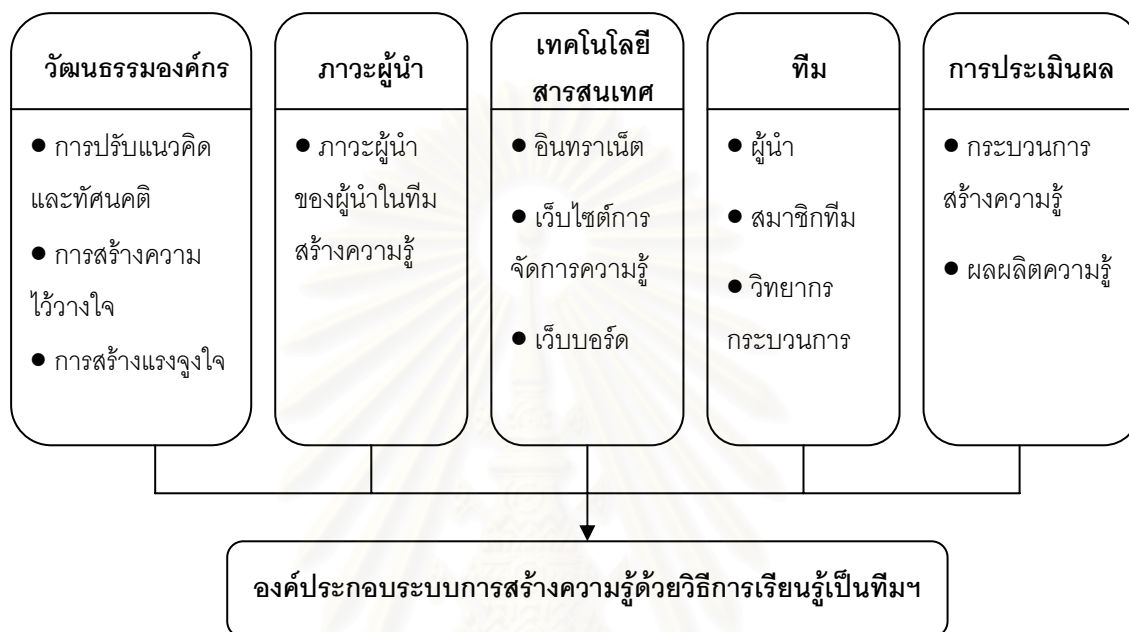 วัฒนธรรมองค์กร
● การปรับแนวคิด
และทัศนคติ
● การสร้างความ
ไว้วางใจ
● การสร้างแรงจูงใจ
ภาวะผู้นำ
● ภาวะผู้นำ
ของผู้นำในทีม
สร้างความรู้
เทคโนโลยี
สารสนเทศ
● อินทราเน็ต
● เว็บไซต์การ
จัดการความรู้
● เว็บบอร์ด
ทีม
● ผู้นำ
● สมาชิกทีม
● วิทยากร
กระบวนการ
การประเมินผล
● กระบวนการ
สร้างความรู้
● ผลผลิตความรู้
องค์ประกอบระบบการสร้างความรู้ด้วยวิธีการเรียนรู้เป็นทีมฯ